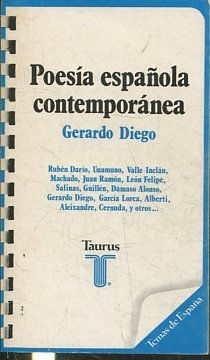 Poesía española
contemporánea
Gerardo Diego
Rubén Darío, Unamuno, Valle Inclán,
Machado, Juan Ramón, León Felipe,
Salinas, Guillén, Dámaso Alonso,
Gerardo Diego, García Lorca, Alberti,
Aleixandre, Cernuda, y otros...
Taurus
Temas de España